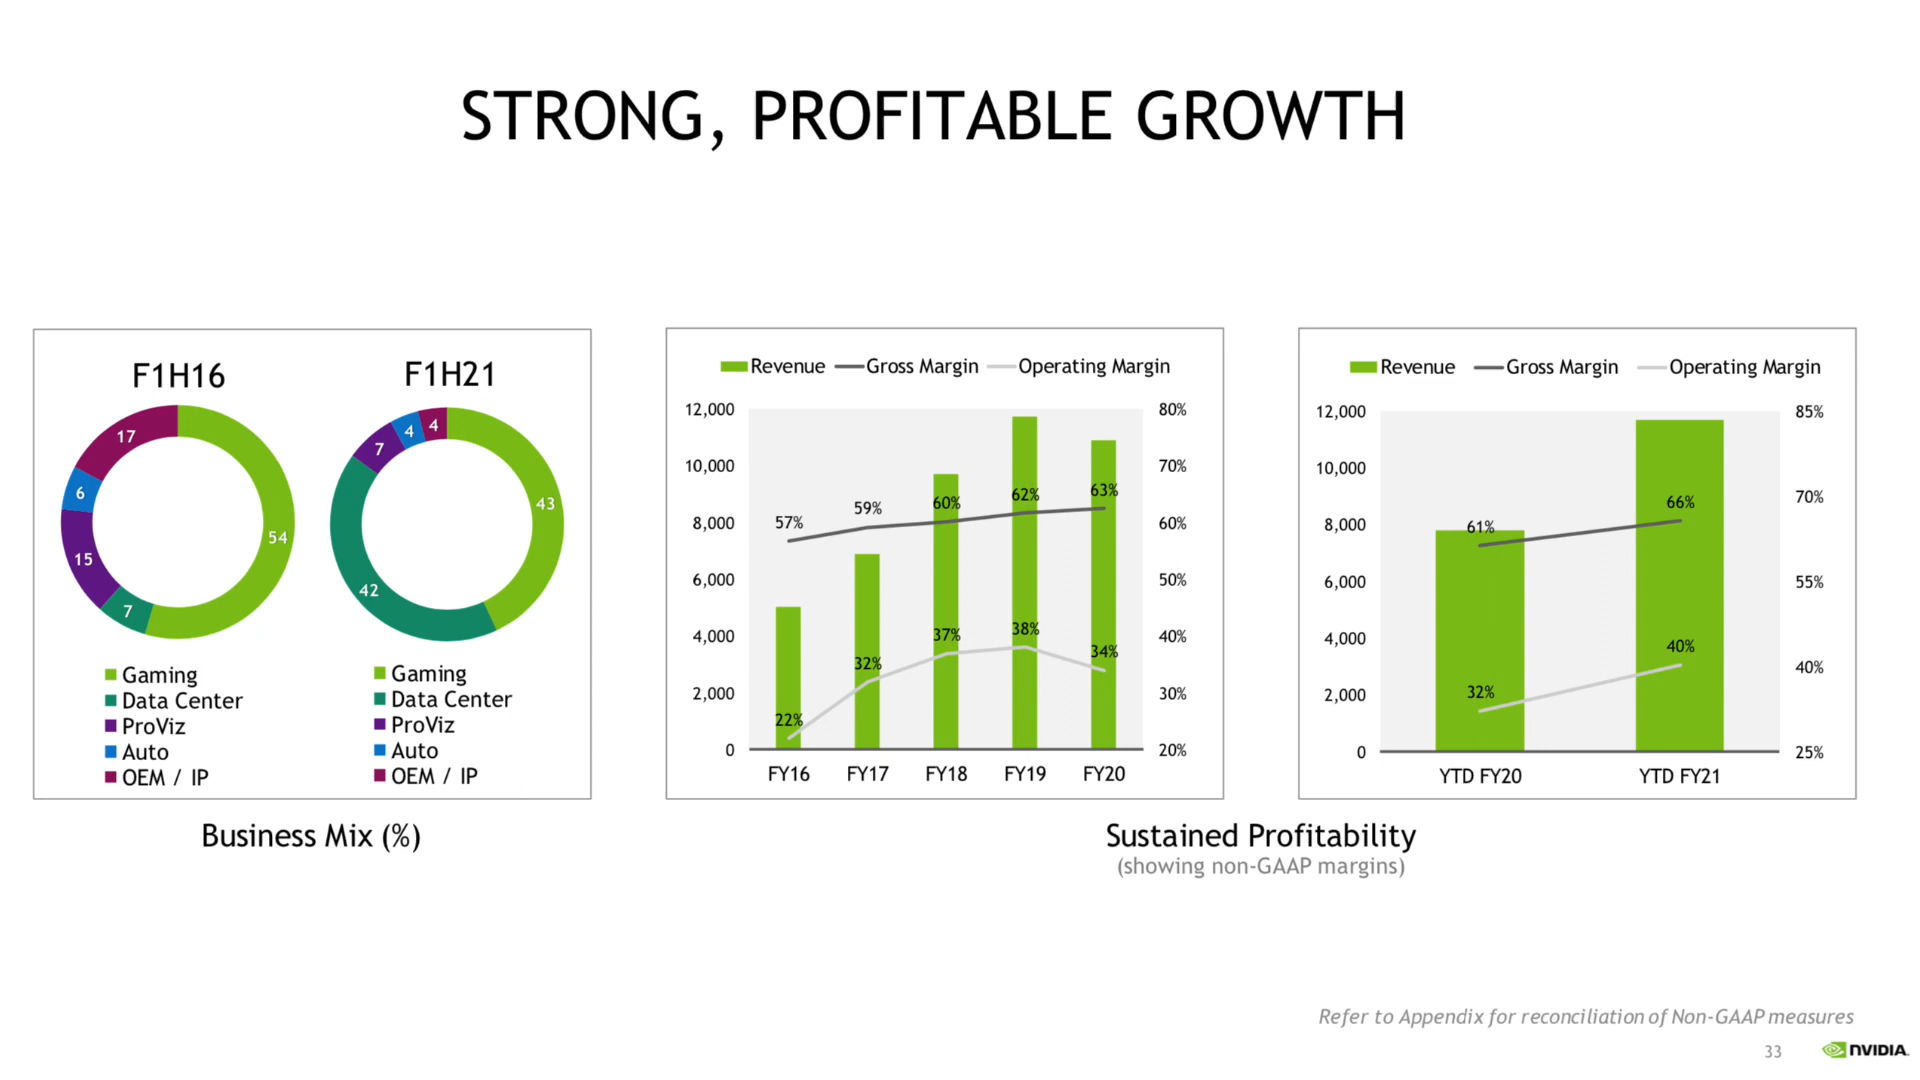 STRONG, PROFITABLE GROWTH
F1H16
F1H21
17
6
15
7
54
4
4
7
43
42
Gaming
Data Center
ProViz
Auto
OEM / IP
Gaming
Data Center
ProViz
Auto
OEM / IP
Business Mix (%)
Revenue Gross Margin Operating Margin
12,000 80%
10,000 70%
8,000 60%
6,000 50%
4,000 40%
2,000 30%
0 20%
57% 59% 60% 62% 63%
22% 32% 37% 38% 34%
FY16 FY17 FY18 FY19 FY20
Revenue Gross Margin Operating Margin
12,000 85%
10,000 70%
8,000 55%
6,000 40%
4,000 25%
2,000
0
61% 66%
32% 40%
YTD FY20 YTD FY21
Sustained Profitability
(showing non-GAAP margins)
Refer to Appendix for reconciliation of Non-GAAP measures
33 NVIDIA.